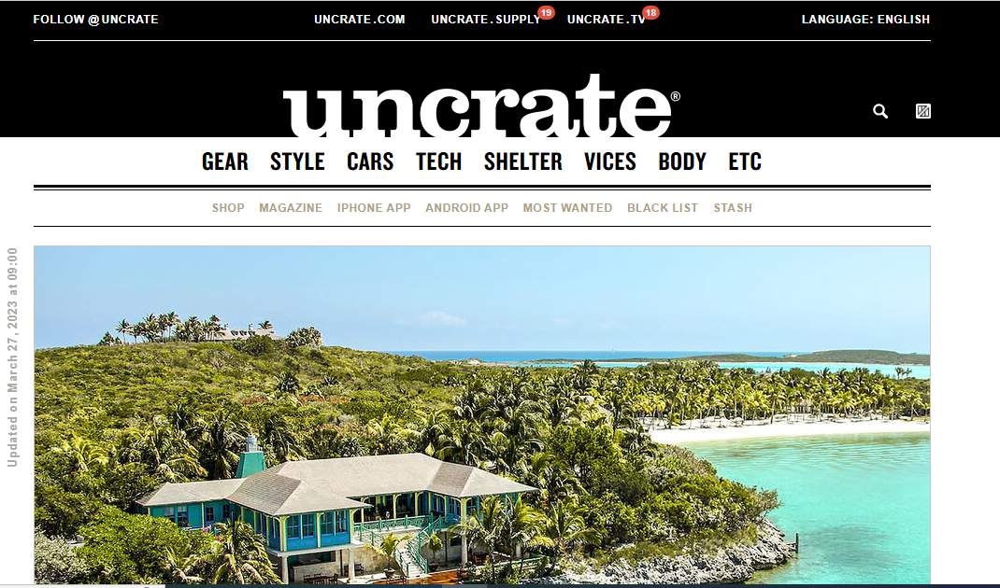 FOLLOW @UNCRATE UNCRATE.COM UNCRATE.SUPPLY 19 UNCRATE.TV 18 LANGUAGE: ENGLISH
uncrate®
GEAR STYLE CARS TECH SHELTER VICES BODY ETC
SHOP MAGAZINE IPHONE APP ANDROID APP MOST WANTED BLACK LIST STASH
Updated on March 27, 2023 at 09:00